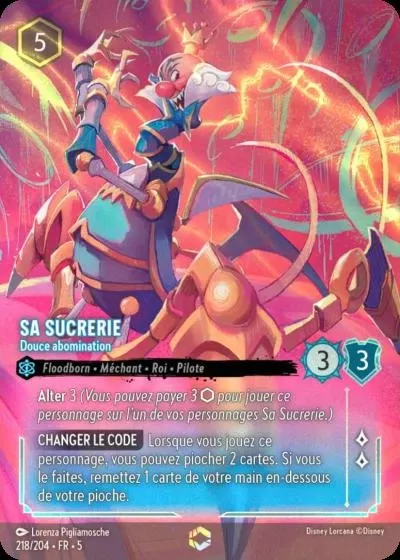 5
SA SUCRERIE
Douce abomination
Floodborn • Méchant • Roi • Pilote
3
3
Alter 3 (Vous pouvez payer 3 pour jouer ce
personnage sur l'un de vos personnages Sa Sucrerie.)
CHANGER LE CODE Lorsque vous jouez ce
personnage, vous pouvez piocher 2 cartes. Si vous
le faites, remettez 1 carte de votre main en-dessous
de votre pioche.
Lorenza Pigliamosche
Disney Lorcana ©Disney
218/204 • FR • 5